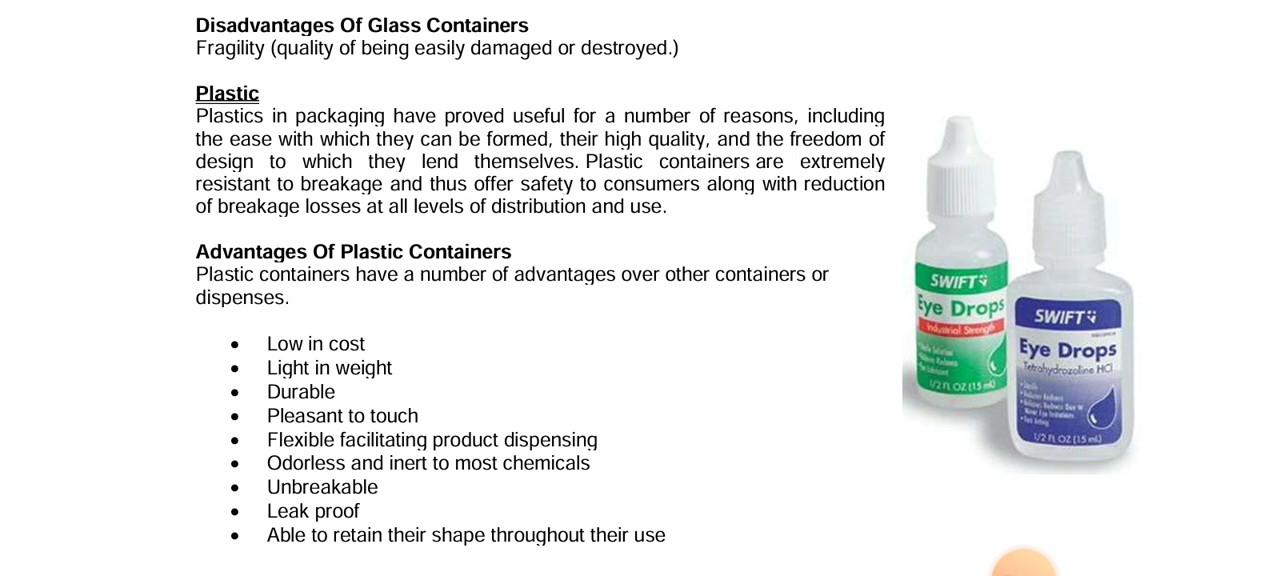 Disadvantages Of Glass Containers
Fragility (quality of being easily damaged or destroyed.)
Plastic
Plastics in packaging have proved useful for a number of reasons, including
the ease with which they can be formed, their high quality, and the freedom of
design to which they lend themselves. Plastic containers are extremely
resistant to breakage and thus offer safety to consumers along with reduction
of breakage losses at all levels of distribution and use.
Advantages Of Plastic Containers
Plastic containers have a number of advantages over other containers or
dispenses.
• Low in cost
• Light in weight
• Durable
• Pleasant to touch
• Flexible facilitating product dispensing
• Odorless and inert to most chemicals
• Unbreakable
• Leak proof
• Able to retain their shape throughout their use
SWIFT
Eye Drops
Industrial Strength
1/2 FL OZ (15 mL)
SWIFT
Eye Drops
Tetrahydrozoline HCl
1/2 FL OZ (15 mL)